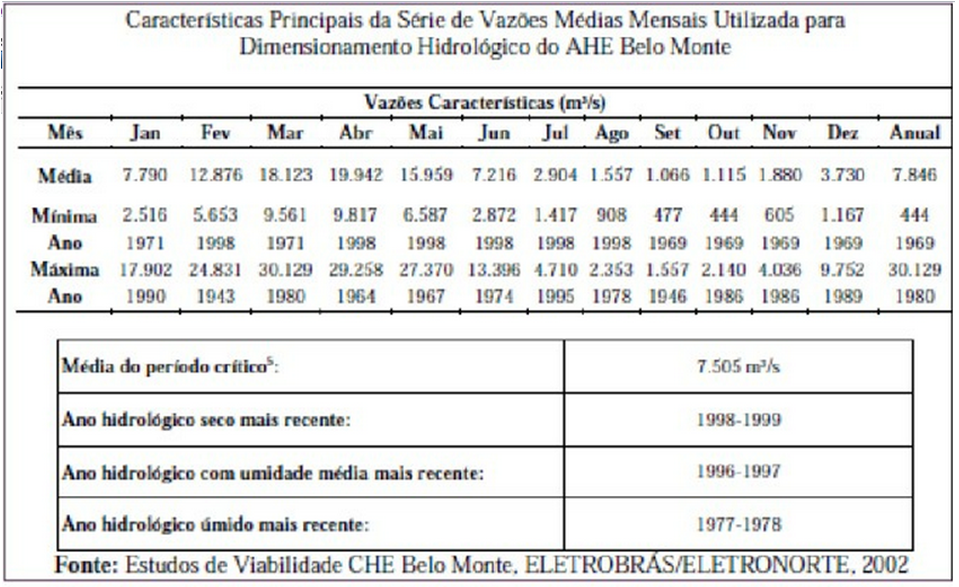 Características Principais da Série de Vazões Médias Mensais Utilizada para
Dimensionamento Hidrológico do AHE Belo Monte
Vazões Características (m³/s)
Mês Jan Fev Mar Abr Mai Jun Jul Ago Set Out Nov Dez Anual
Média 7.790 12.876 18.123 19.942 15.959 7.216 2.904 1.557 1.066 1.115 1.880 3.730 7.846
Mínima 2.516 5.653 9.561 9.817 6.587 2.872 1.417 908 477 444 605 1.167 444
Ano 1971 1998 1971 1998 1998 1998 1998 1998 1969 1969 1969 1969 1969
Máxima 17.902 24.831 30.129 29.258 27.370 13.396 4.710 2.353 1.557 2.140 4.036 9.752 30.129
Ano 1990 1943 1980 1964 1967 1974 1995 1978 1946 1986 1986 1989 1980
Média do período crítico⁵: 7.505 m³/s
Ano hidrológico seco mais recente: 1998-1999
Ano hidrológico com umidade média mais recente: 1996-1997
Ano hidrológico úmido mais recente: 1977-1978
Fonte: Estudos de Viabilidade CHE Belo Monte, ELETROBRÁS/ELETRONORTE, 2002